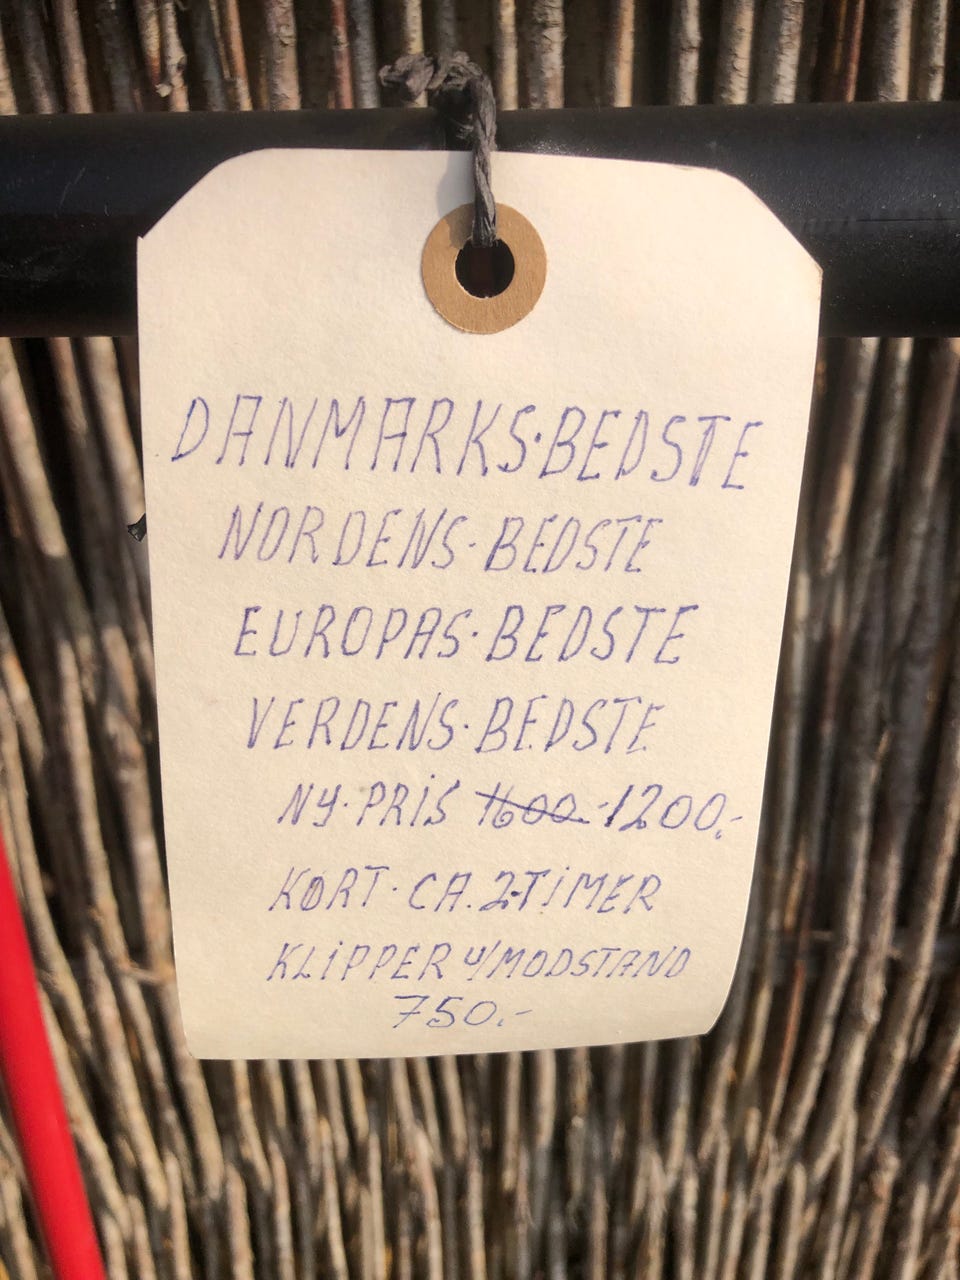 DANMARKS·BEDSTE
NORDENS·BEDSTE
EUROPAS·BEDSTE
VERDENS·BEDSTE
NY·PRiS 1600.- 1200.-
KØRT· CA. 2-TiMER
KLiPPER U/MODSTAND
750.-